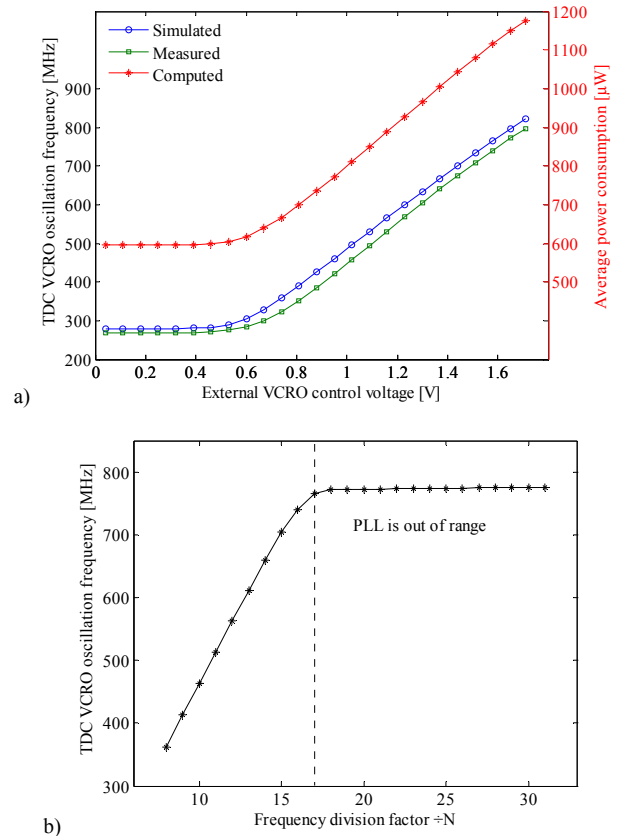 Simulated
Measured
Computed
TDC VCRO oscillation frequency [MHz]
900
800
700
600
500
400
300
200
1200
1100
1000
900
800
700
600
500
Average power consumption [µW]
0 0.2 0.4 0.6 0.8 1 1.2 1.4 1.6
External VCRO control voltage [V]
a)
TDC VCRO oscillation frequency [MHz]
800
700
600
500
400
300
PLL is out of range
10 15 20 25 30
Frequency division factor ÷N
b)